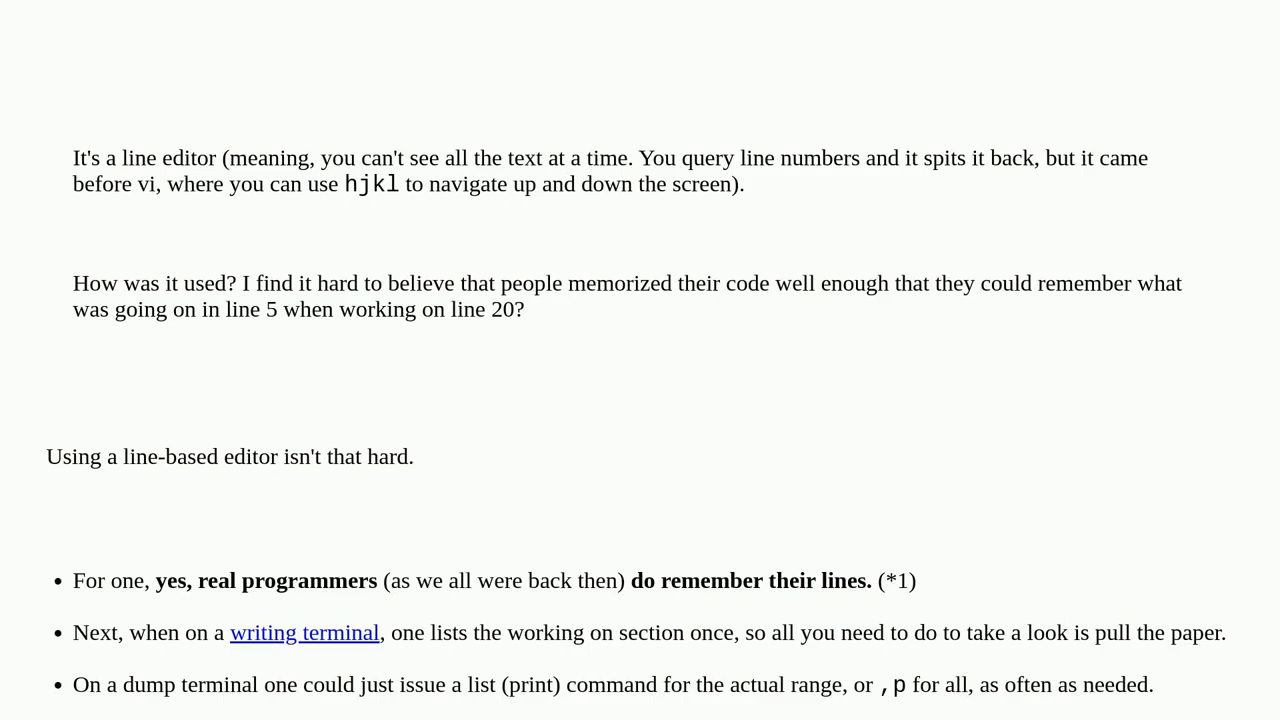 It's a line editor (meaning, you can't see all the text at a time. You query line numbers and it spits it back, but it came
before vi, where you can use hjkl to navigate up and down the screen).
How was it used? I find it hard to believe that people memorized their code well enough that they could remember what
was going on in line 5 when working on line 20?
Using a line-based editor isn't that hard.
• For one, yes, real programmers (as we all were back then) do remember their lines. (*1)
• Next, when on a writing terminal, one lists the working on section once, so all you need to do to take a look is pull the paper.
• On a dump terminal one could just issue a list (print) command for the actual range, or ,p for all, as often as needed.